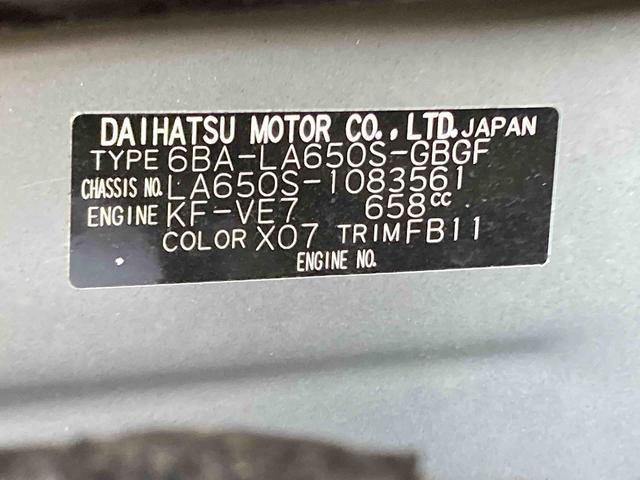 DAIHATSU MOTOR CO., LTD. JAPAN
TYPE 6BA-LA650S-GBGF
CHASSIS NO. LA650S-1083561
ENGINE KF-VE7 658cc
COLOR X07 TRIM FB11
ENGINE NO.